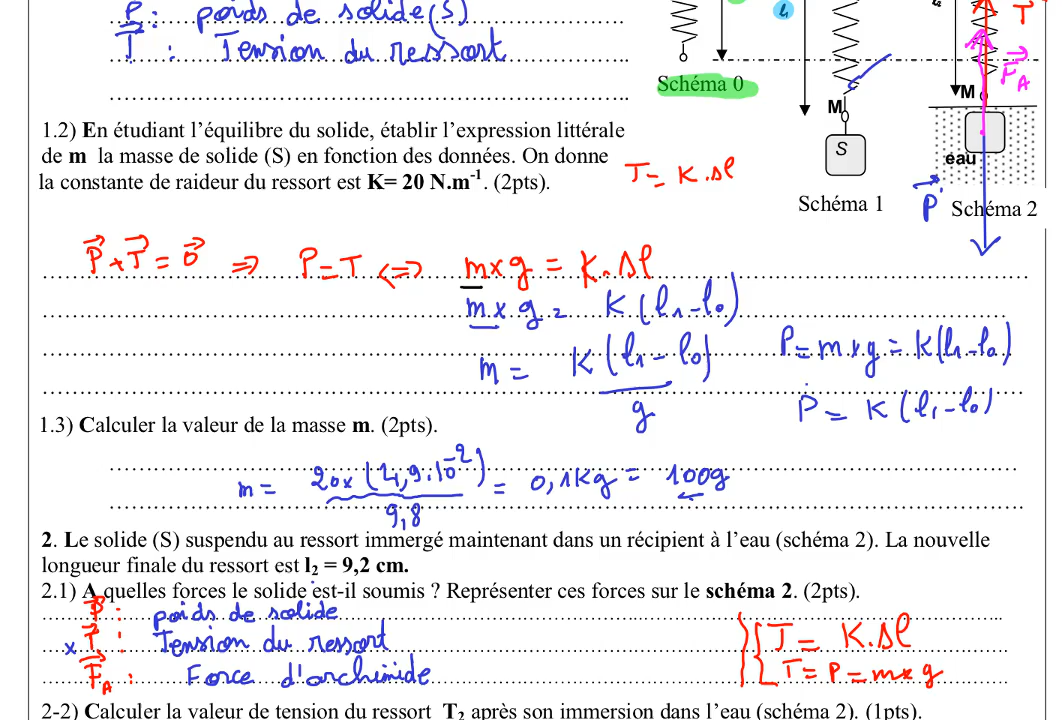 P : poids de solide (S)
T : Tension du ressort
l1
T
F A
Schéma 0
M
M
S
eau
P
Schéma 1
Schéma 2
1.2) En étudiant l'équilibre du solide, établir l'expression littérale
de m la masse de solide (S) en fonction des données. On donne
la constante de raideur du ressort est K= 20 N.m-1. (2pts).
T = K.Δl
P + T = 0 => P = T <=> m x g = K.Δl
m x g = K (l1 - l0)
m = K (l1 - l0) / g
P = m x g = K (l1 - l0)
P = K (l1 - l0)
1.3) Calculer la valeur de la masse m. (2pts).
m = 20 x (4,9.10^-2) / 9,8 = 0,1Kg = 100g
2. Le solide (S) suspendu au ressort immergé maintenant dans un récipient à l'eau (schéma 2). La nouvelle
longueur finale du ressort est l2 = 9,2 cm.
2.1) A quelles forces le solide est-il soumis ? Représenter ces forces sur le schéma 2. (2pts).
P : poids de solide
x T : Tension du ressort
F A : Force d'archimide
T = K.Δl
T = P = m x g
2-2) Calculer la valeur de tension du ressort T2 après son immersion dans l'eau (schéma 2). (1pts).